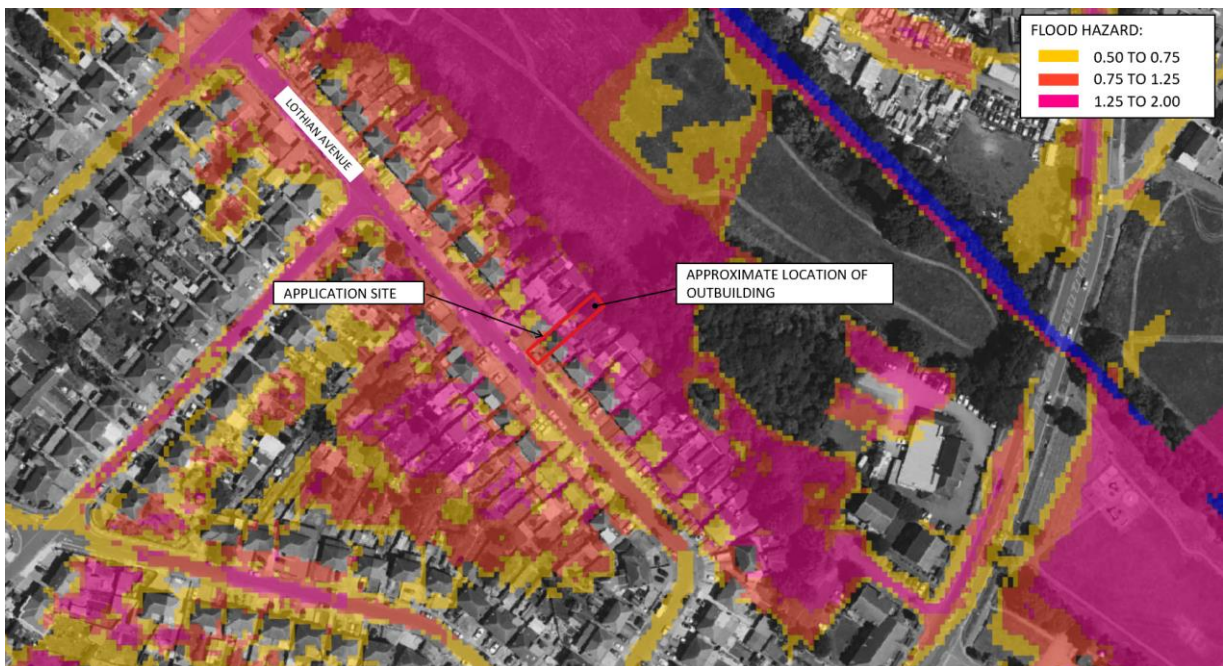 FLOOD HAZARD:
0.50 TO 0.75
0.75 TO 1.25
1.25 TO 2.00
LOTHIAN AVENUE
APPLICATION SITE
APPROXIMATE LOCATION OF
OUTBUILDING